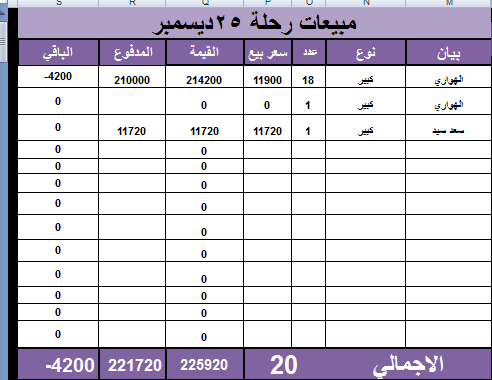 S R Q P O N M
مبيعات رحلة ٢٥ديسمبر
بيان نوع عدد سعر بيع القيمة المدفوع الباقي
الهواري كبير 18 11900 214200 210000 -4200
الهواري كبير 1 0 0 0
سعد سيد كبير 1 11720 11720 11720 0
0 0
0 0
0 0
0 0
0 0
0 0
0 0
0 0
0 0
0 0
الاجمالي 20 225920 221720 -4200